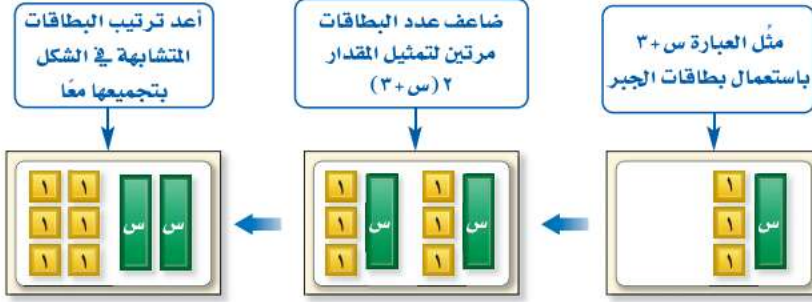 مثّل العبارة س + ٣
باستعمال بطاقات الجبر
ضاعف عدد البطاقات
مرتين لتمثيل المقدار
٢ (س + ٣)
أعد ترتيب البطاقات
المتشابهة في الشكل
بتجميعها معًا
س ١
١
١
س ١ س ١
١ ١
١ ١
س س ١ ١
١ ١
١ ١